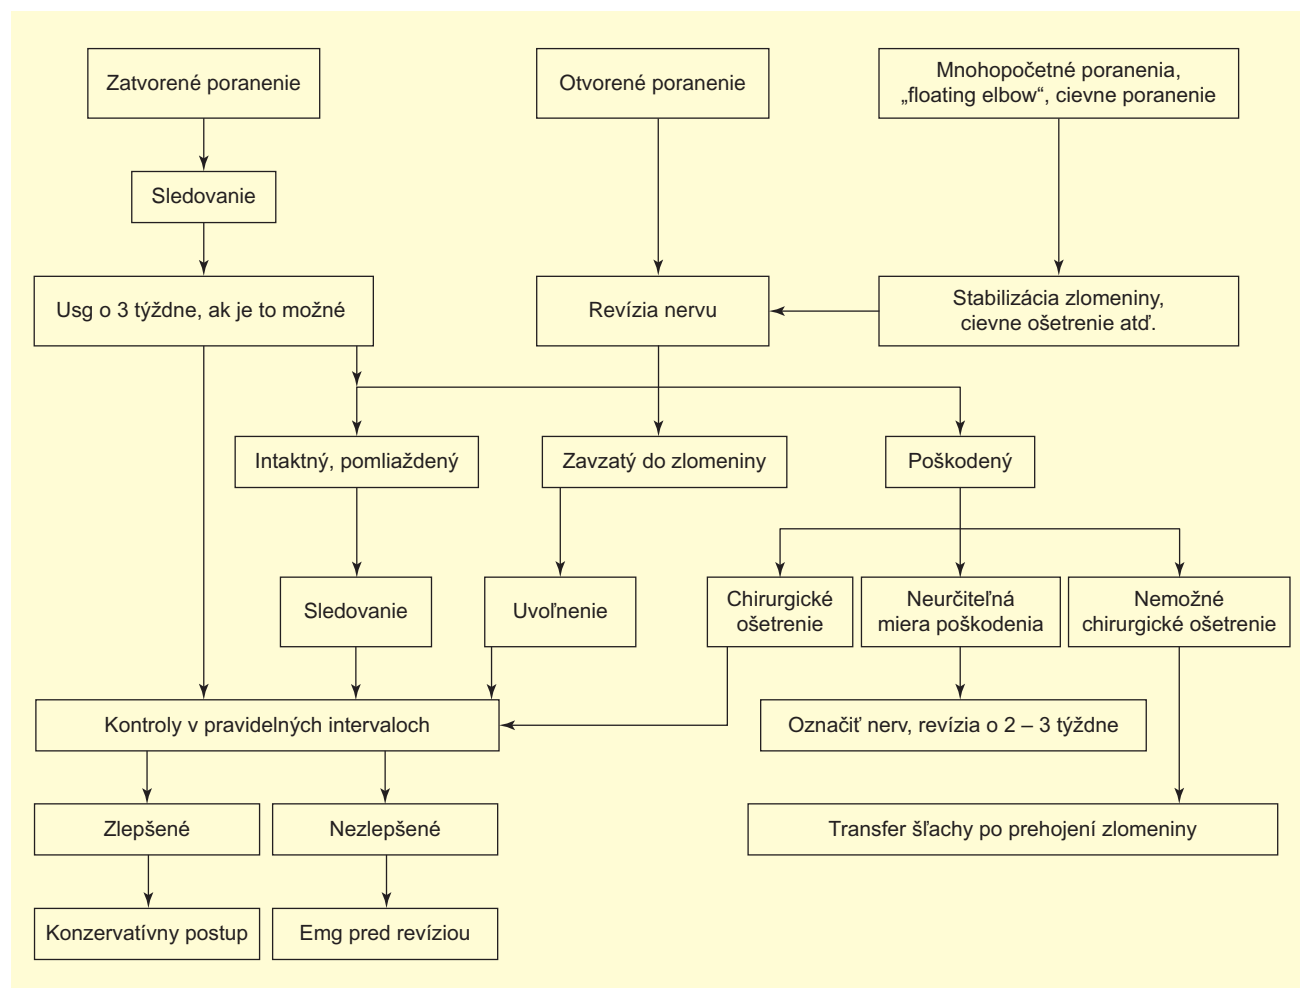 Zatvorené poranenie
Otvorené poranenie
Mnohopočetné poranenia,
„floating elbow“, cievne poranenie
Sledovanie
Usg o 3 týždne, ak je to možné
Revízia nervu
Stabilizácia zlomeniny,
cievne ošetrenie atď.
Intaktný, pomliaždený
Zavzatý do zlomeniny
Poškodený
Sledovanie
Uvoľnenie
Chirurgické
ošetrenie
Neurčiteľná
miera poškodenia
Nemožné
chirurgické ošetrenie
Kontroly v pravidelných intervaloch
Označiť nerv, revízia o 2 – 3 týždne
Zlepšené
Nezlepšené
Transfer šľachy po prehojení zlomeniny
Konzervatívny postup
Emg pred revíziou